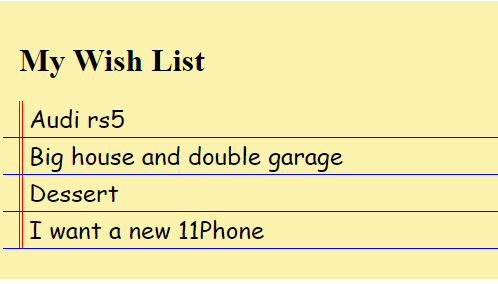 My Wish List
Audi rs5
Big house and double garage
Dessert
I want a new 11Phone